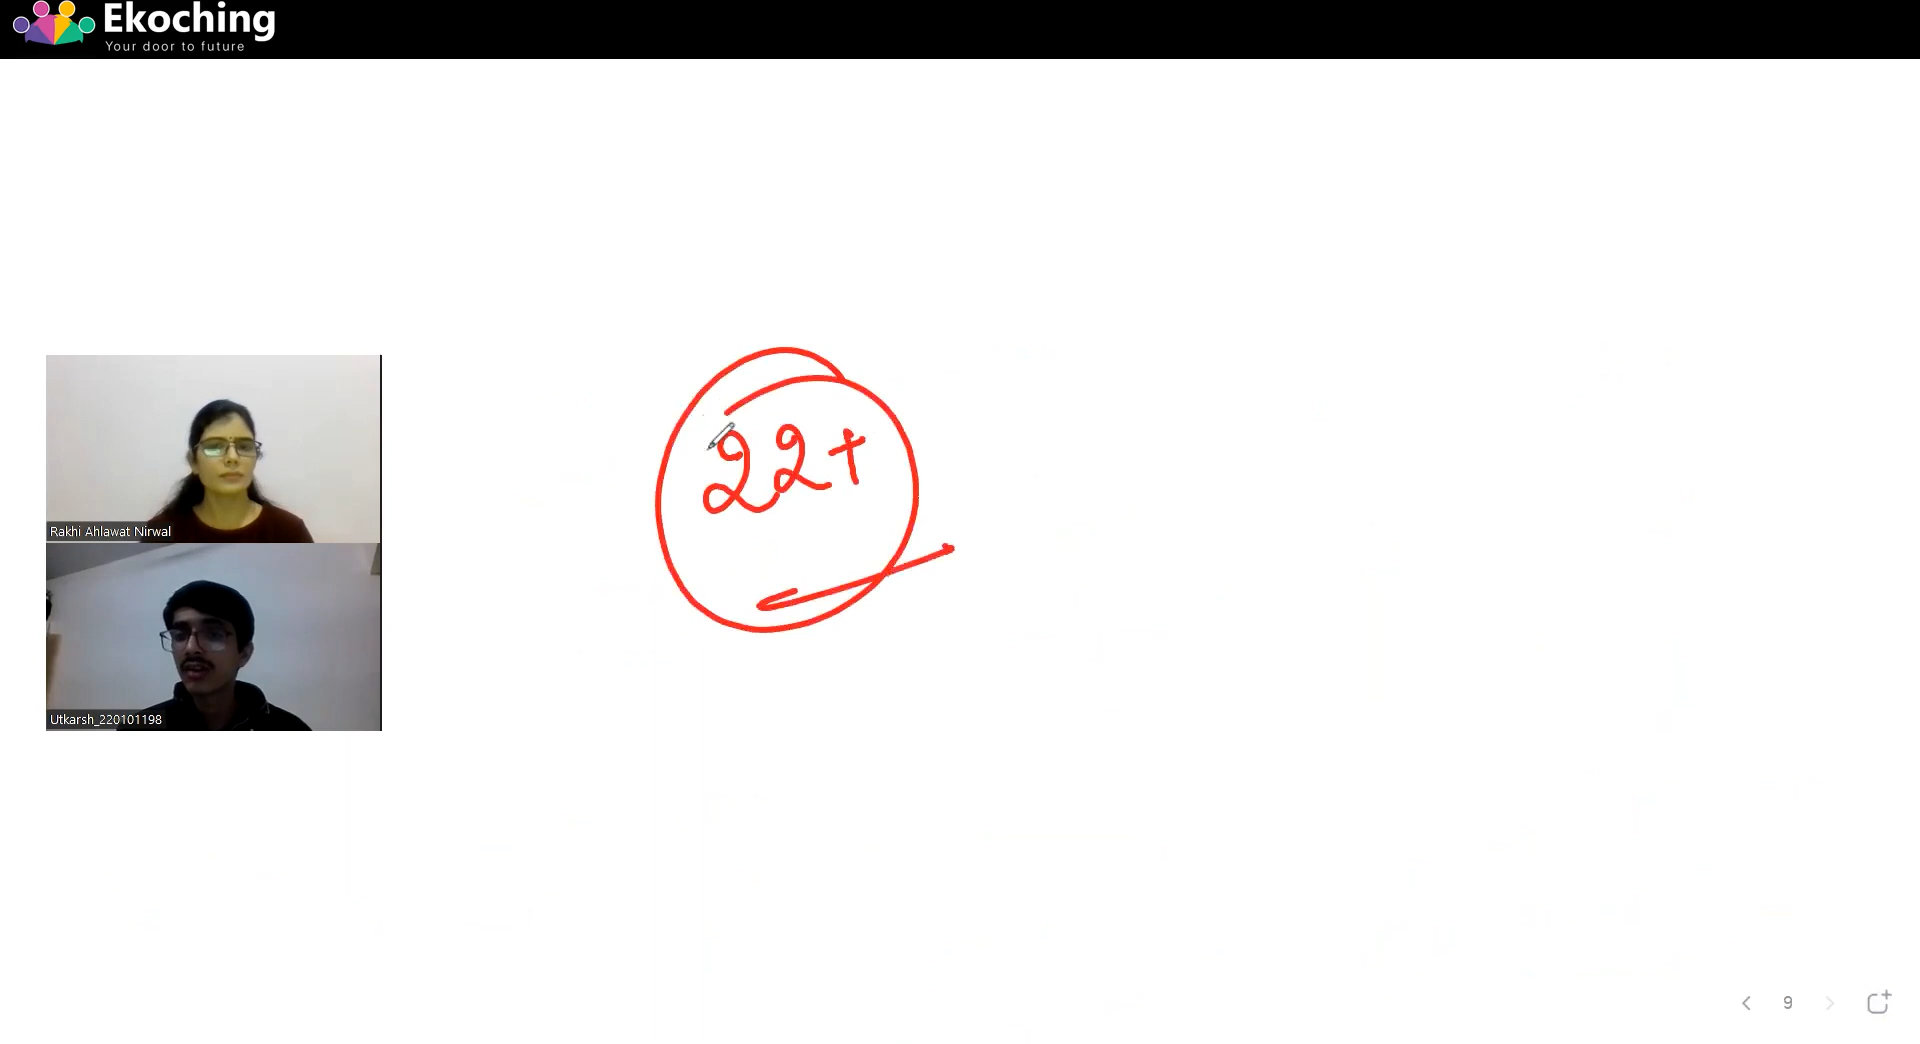 Ekoching
Your door to future
22+
Rakhi Ahlawat Nirwal
Utkarsh_220101198
9